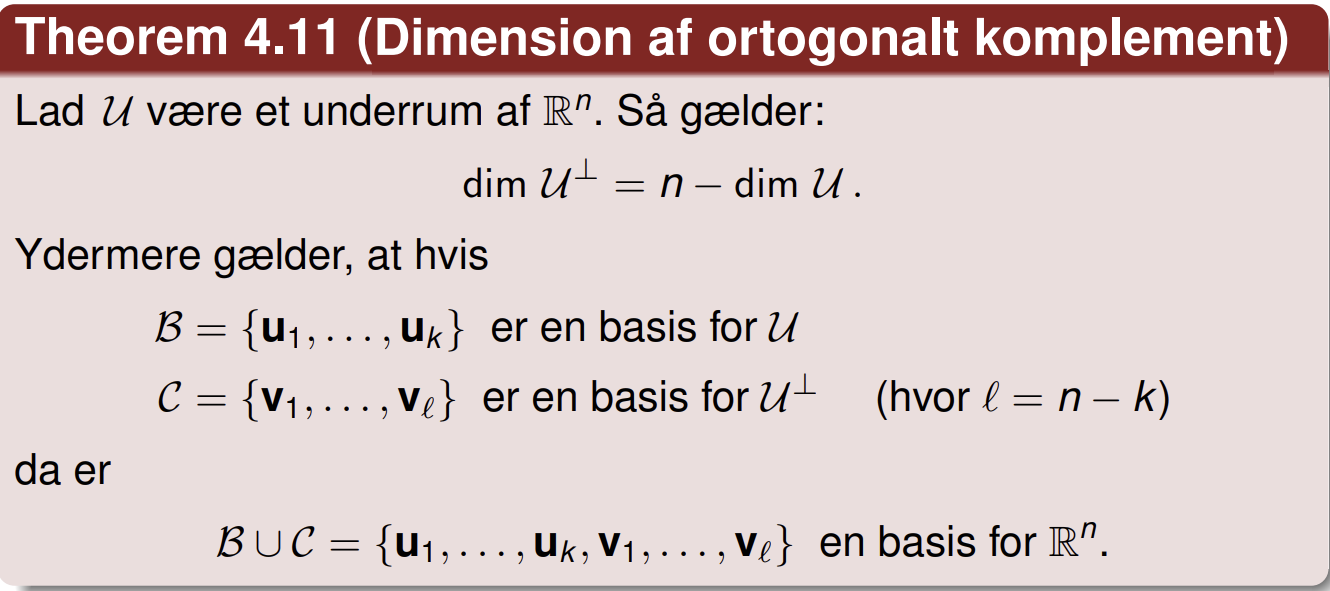 Theorem 4.11 (Dimension af ortogonalt komplement)
Lad 𝒰 være et underrum af ℝⁿ. Så gælder:
dim 𝒰^⊥ = n − dim 𝒰.
Ydermere gælder, at hvis
ℬ = {u₁, . . . , uₖ} er en basis for 𝒰
𝒞 = {v₁, . . . , v_ℓ} er en basis for 𝒰^⊥ (hvor ℓ = n − k)
da er
ℬ ∪ 𝒞 = {u₁, . . . , uₖ, v₁, . . . , v_ℓ} en basis for ℝⁿ.